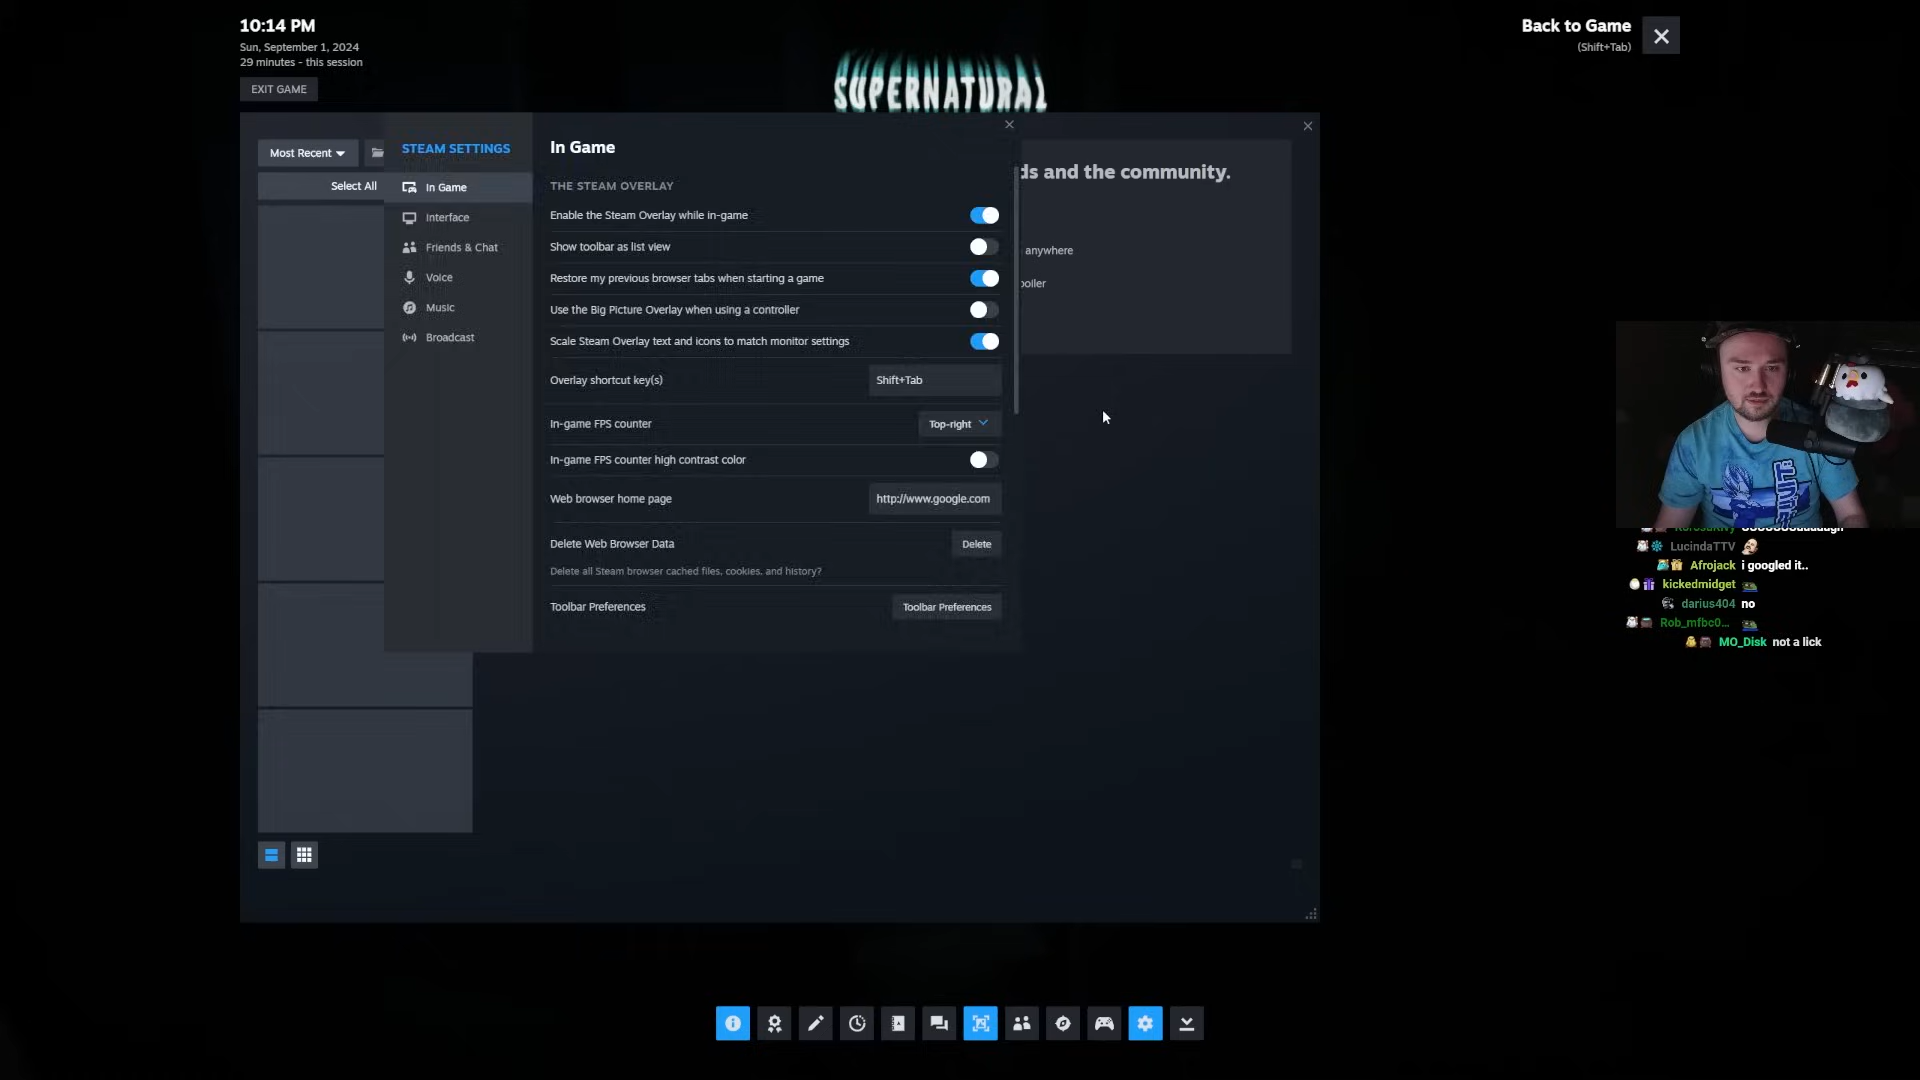 10:14 PM
Sun, September 1, 2024
29 minutes - this session
EXIT GAME
Back to Game
(Shift+Tab)
SUPERNATURAL
Most Recent
Select All
STEAM SETTINGS
In Game
Interface
Friends & Chat
Voice
Music
Broadcast
In Game
THE STEAM OVERLAY
Enable the Steam Overlay while in-game
Show toolbar as list view
Restore my previous browser tabs when starting a game
Use the Big Picture Overlay when using a controller
Scale Steam Overlay text and icons to match monitor settings
Overlay shortcut key(s) Shift+Tab
In-game FPS counter Top-right
In-game FPS counter high contrast color
Web browser home page http://www.google.com
Delete Web Browser Data Delete
Delete all Steam browser cached files, cookies, and history?
Toolbar Preferences Toolbar Preferences
ds and the community.
anywhere
poiler
LucindaTTV
Afrojack i googled it..
kickedmidget
darius404 no
Rob_mfbc0...
MO_Disk not a lick